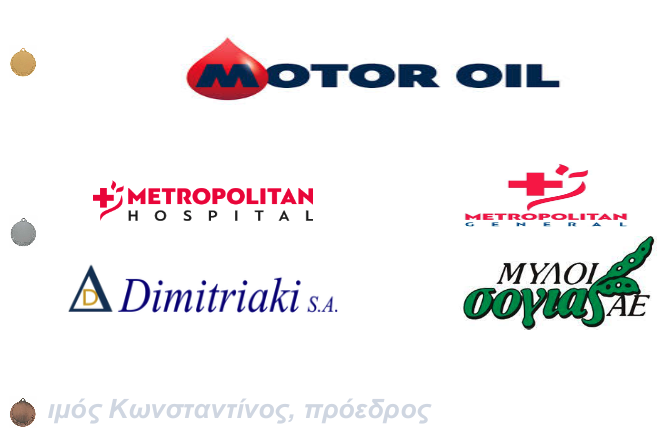 MOTOR OIL
METROPOLITAN
HOSPITAL
METROPOLITAN
GENERAL
D
Dimitriaki S.A.
ΜΥΛΟΙ
σογιας ΑΕ
ιμός Κωνσταντίνος, πρόεδρος